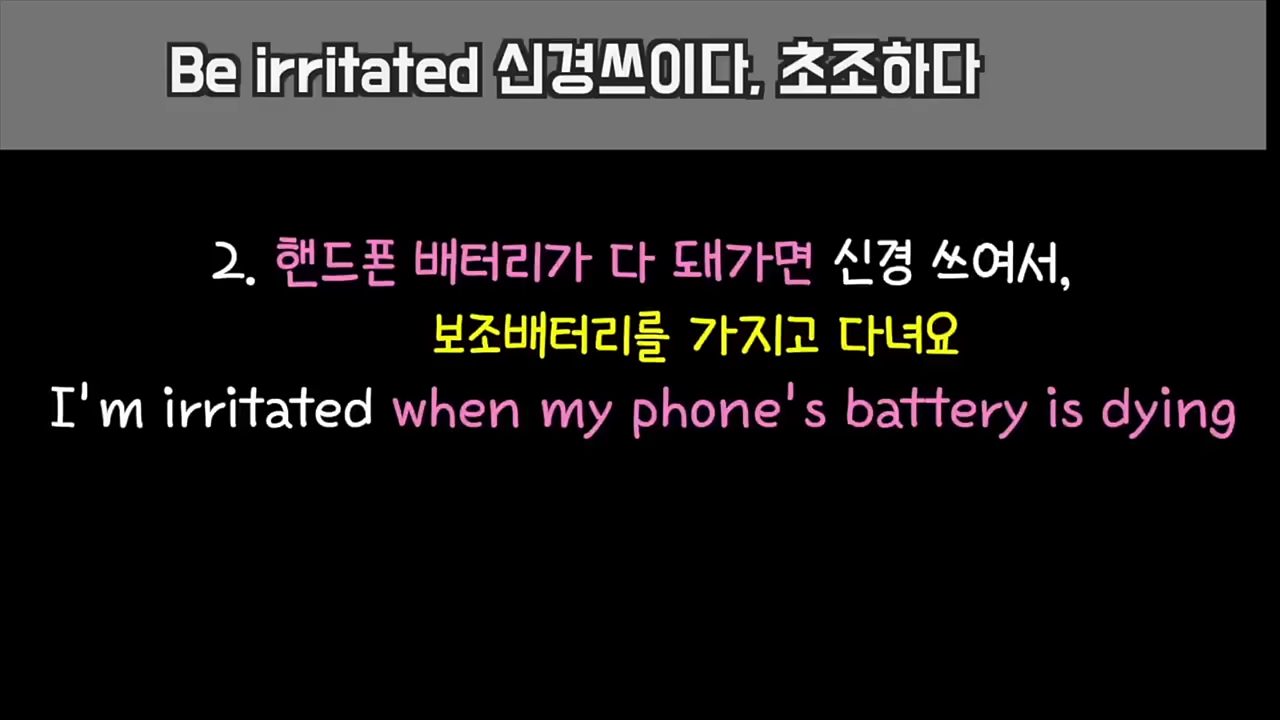 Be irritated 신경쓰이다, 초조하다
2. 핸드폰 배터리가 다 돼가면 신경 쓰여서,
보조배터리를 가지고 다녀요
I'm irritated when my phone's battery is dying